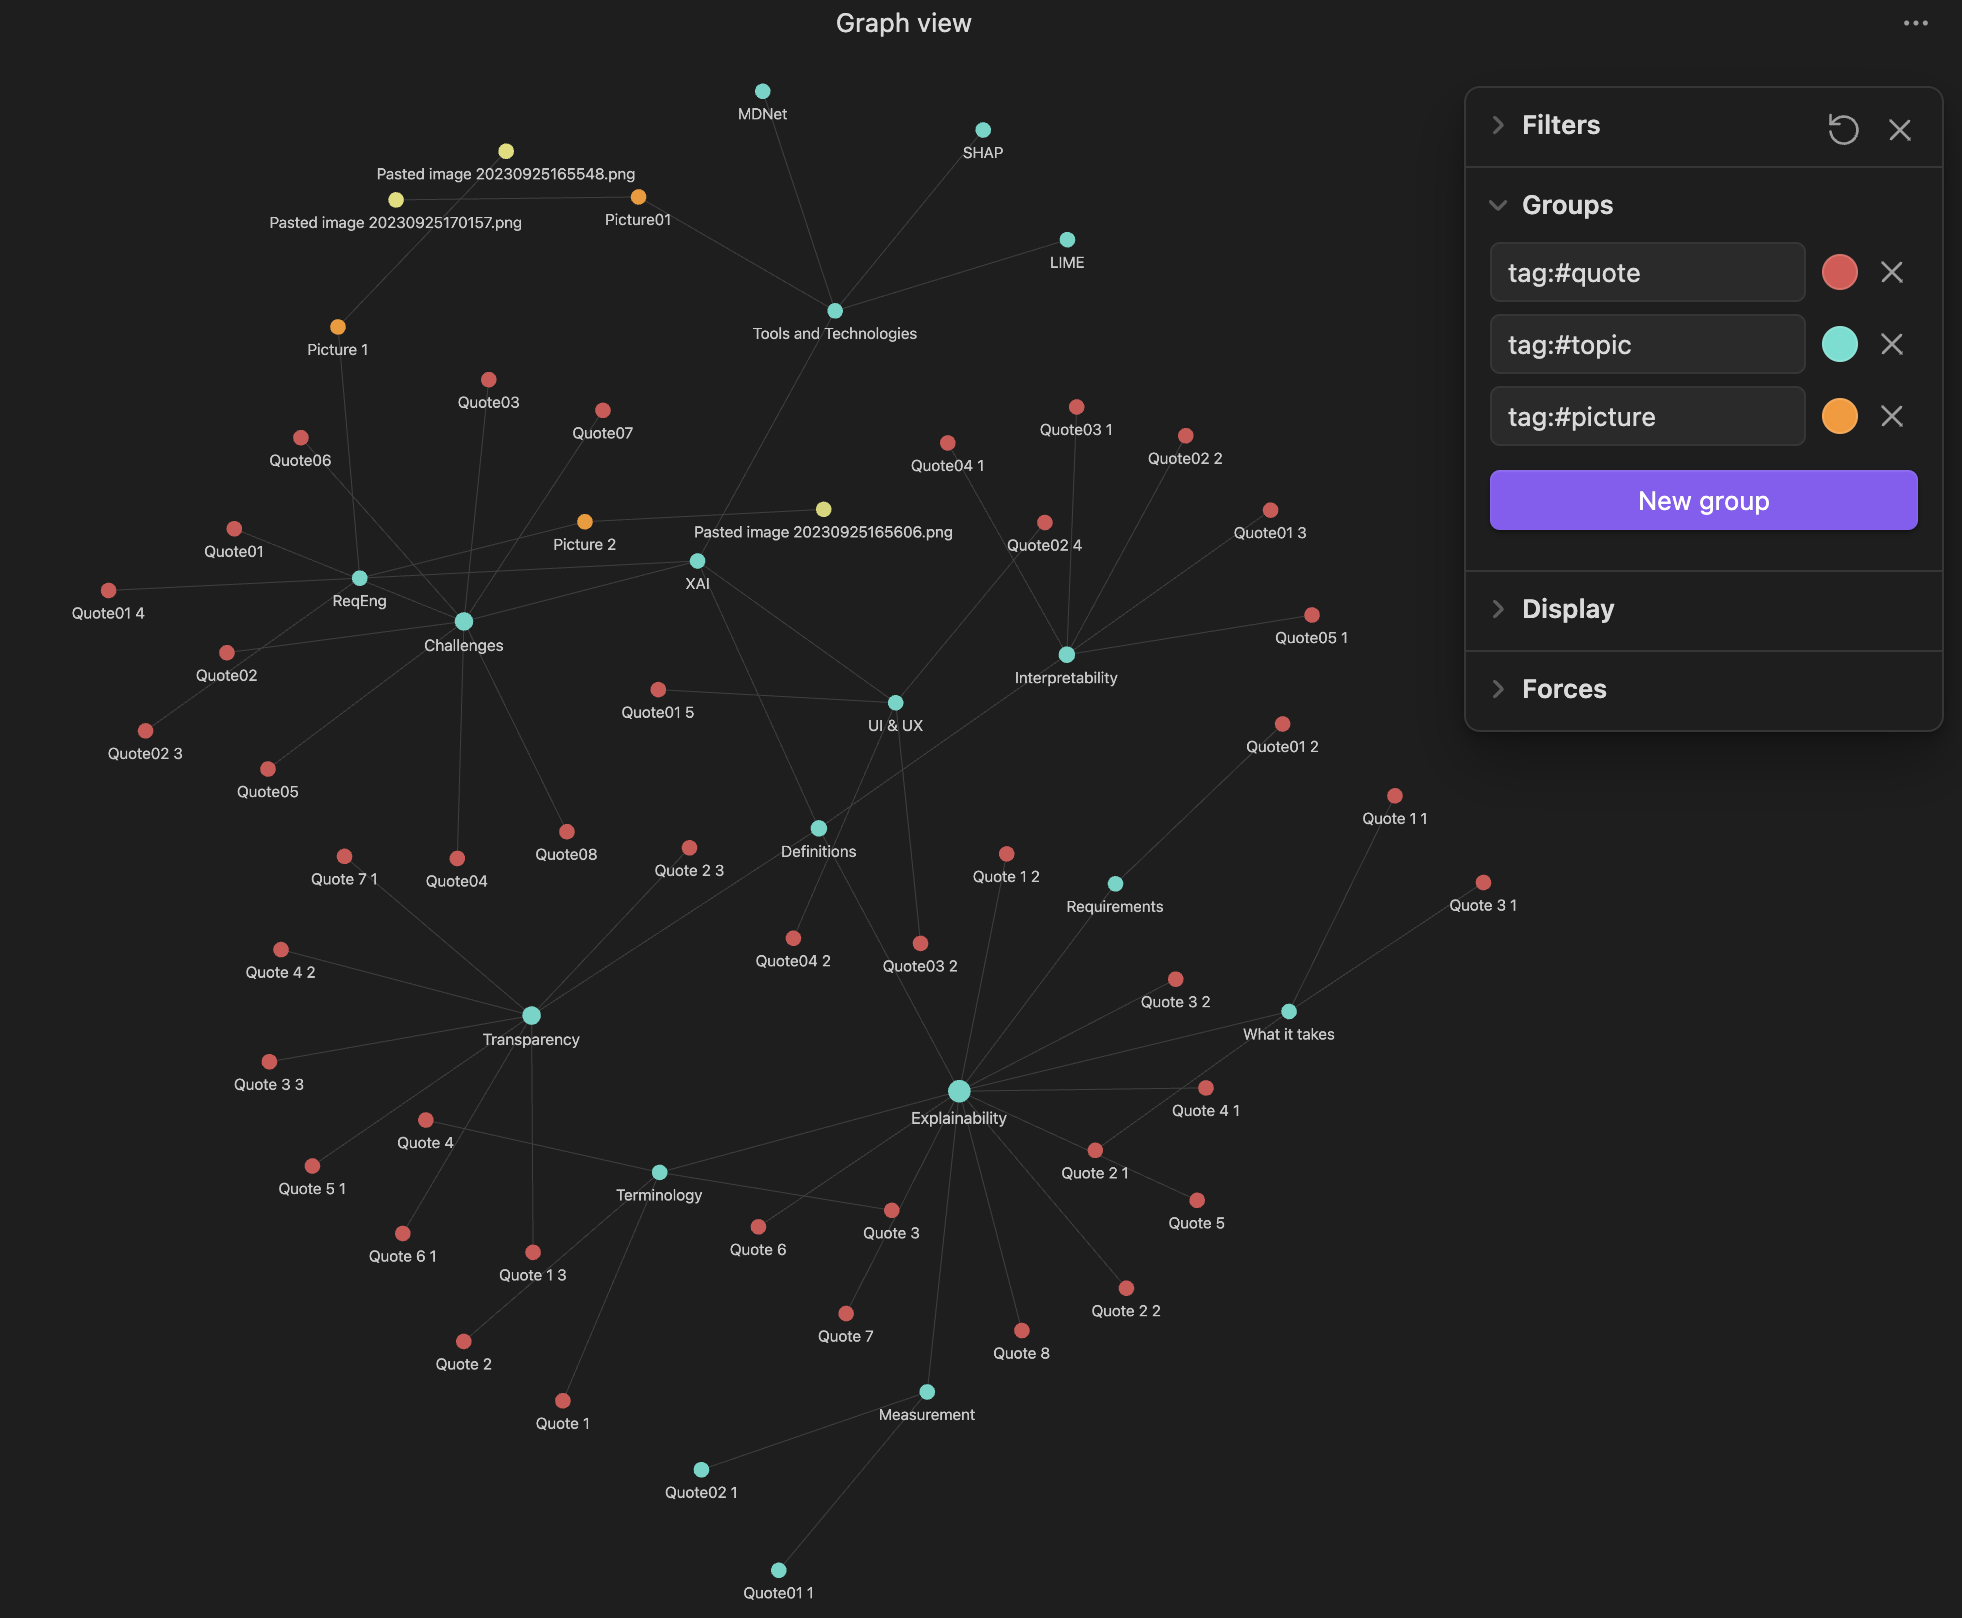 Graph view
MDNet
SHAP
Pasted image 20230925165548.png
Pasted image 20230925170157.png
Picture01
LIME
Tools and Technologies
Picture 1
Quote03
Quote07
Quote06
Quote03 1
Quote04 1
Quote02 2
Quote01
Picture 2
Pasted image 20230925165606.png
Quote02 4
Quote01 3
XAI
ReqEng
Quote01 4
Challenges
Quote05 1
Quote02
Interpretability
Quote01 5
UI & UX
Quote02 3
Quote01 2
Quote05
Quote 1 1
Quote08
Definitions
Quote 7 1
Quote04
Quote 2 3
Quote 1 2
Requirements
Quote 3 1
Quote 4 2
Quote04 2
Quote03 2
Quote 3 2
Transparency
What it takes
Quote 3 3
Explainability
Quote 4 1
Quote 4
Quote 2 1
Quote 5 1
Terminology
Quote 5
Quote 6 1
Quote 6
Quote 3
Quote 1 3
Quote 2 2
Quote 7
Quote 8
Quote 2
Quote 1
Measurement
Quote02 1
Quote01 1
Filters
Groups
tag:#quote
tag:#topic
tag:#picture
New group
Display
Forces